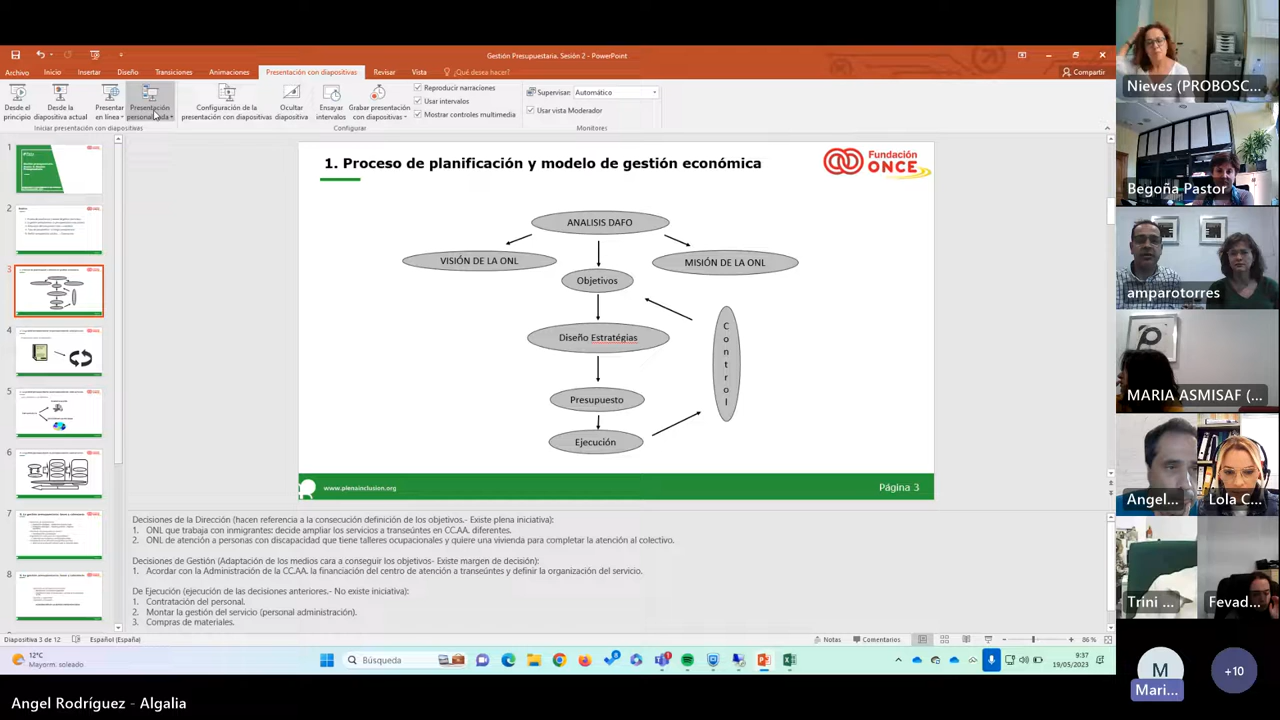 Gestión Presupuestaria. Sesión 2 - PowerPoint
Archivo Inicio Insertar Diseño Transiciones Animaciones Presentación con diapositivas Revisar Vista ¿Qué desea hacer? Compartir
Desde el principio
Desde la diapositiva actual
Presentar en línea
Presentación personalizada
Configuración de la presentación con diapositivas
Ocultar diapositiva
Ensayar intervalos
Grabar presentación con diapositivas
Reproducir narraciones
Usar intervalos
Mostrar controles multimedia
Supervisar: Automático
Usar vista Moderador
Iniciar presentación con diapositivas Configurar Monitores
1
2
3
4
5
6
7
8
1. Proceso de planificación y modelo de gestión económica
Fundación
ONCE
ANALISIS DAFO
VISIÓN DE LA ONL
MISIÓN DE LA ONL
Objetivos
Diseño Estratégias
Control
Presupuesto
Ejecución
www.plenainclusion.org
Página 3
Decisiones de la Dirección (hacen referencia a la consecución definición de los objetivos.- Existe plena iniciativa):
1. ONL que trabaja con inmigrantes: decide ampliar los servicios a transeúntes en CC.AA. diferentes.
2. ONL de atención a personas con discapacidad que tiene talleres ocupacionales y quiere una vivienda para completar la atención al colectivo.
Decisiones de Gestión (Adaptación de los medios cara a conseguir los objetivos- Existe margen de decisión):
1. Acordar con la Administración de la CC.AA. la financiación del centro de atención a transeúntes y definir la organización del servicio.
De Ejecución (ejecución de las decisiones anteriores.- No existe iniciativa):
1. Contratación del personal.
2. Montar la gestión del servicio (personal administración).
3. Compras de materiales.
Diapositiva 3 de 12 Español (España) Notas Comentarios 86 %
12°C
Mayorm. soleado
Búsqueda
9:37
19/05/2023
Angel Rodríguez - Algalia
Nieves (PROBOSC...
Begoña Pastor
amparotorres
MARIA ASMISAF (...
Angel...
Lola C...
Trini ...
Fevad...
M
Mari...
+10